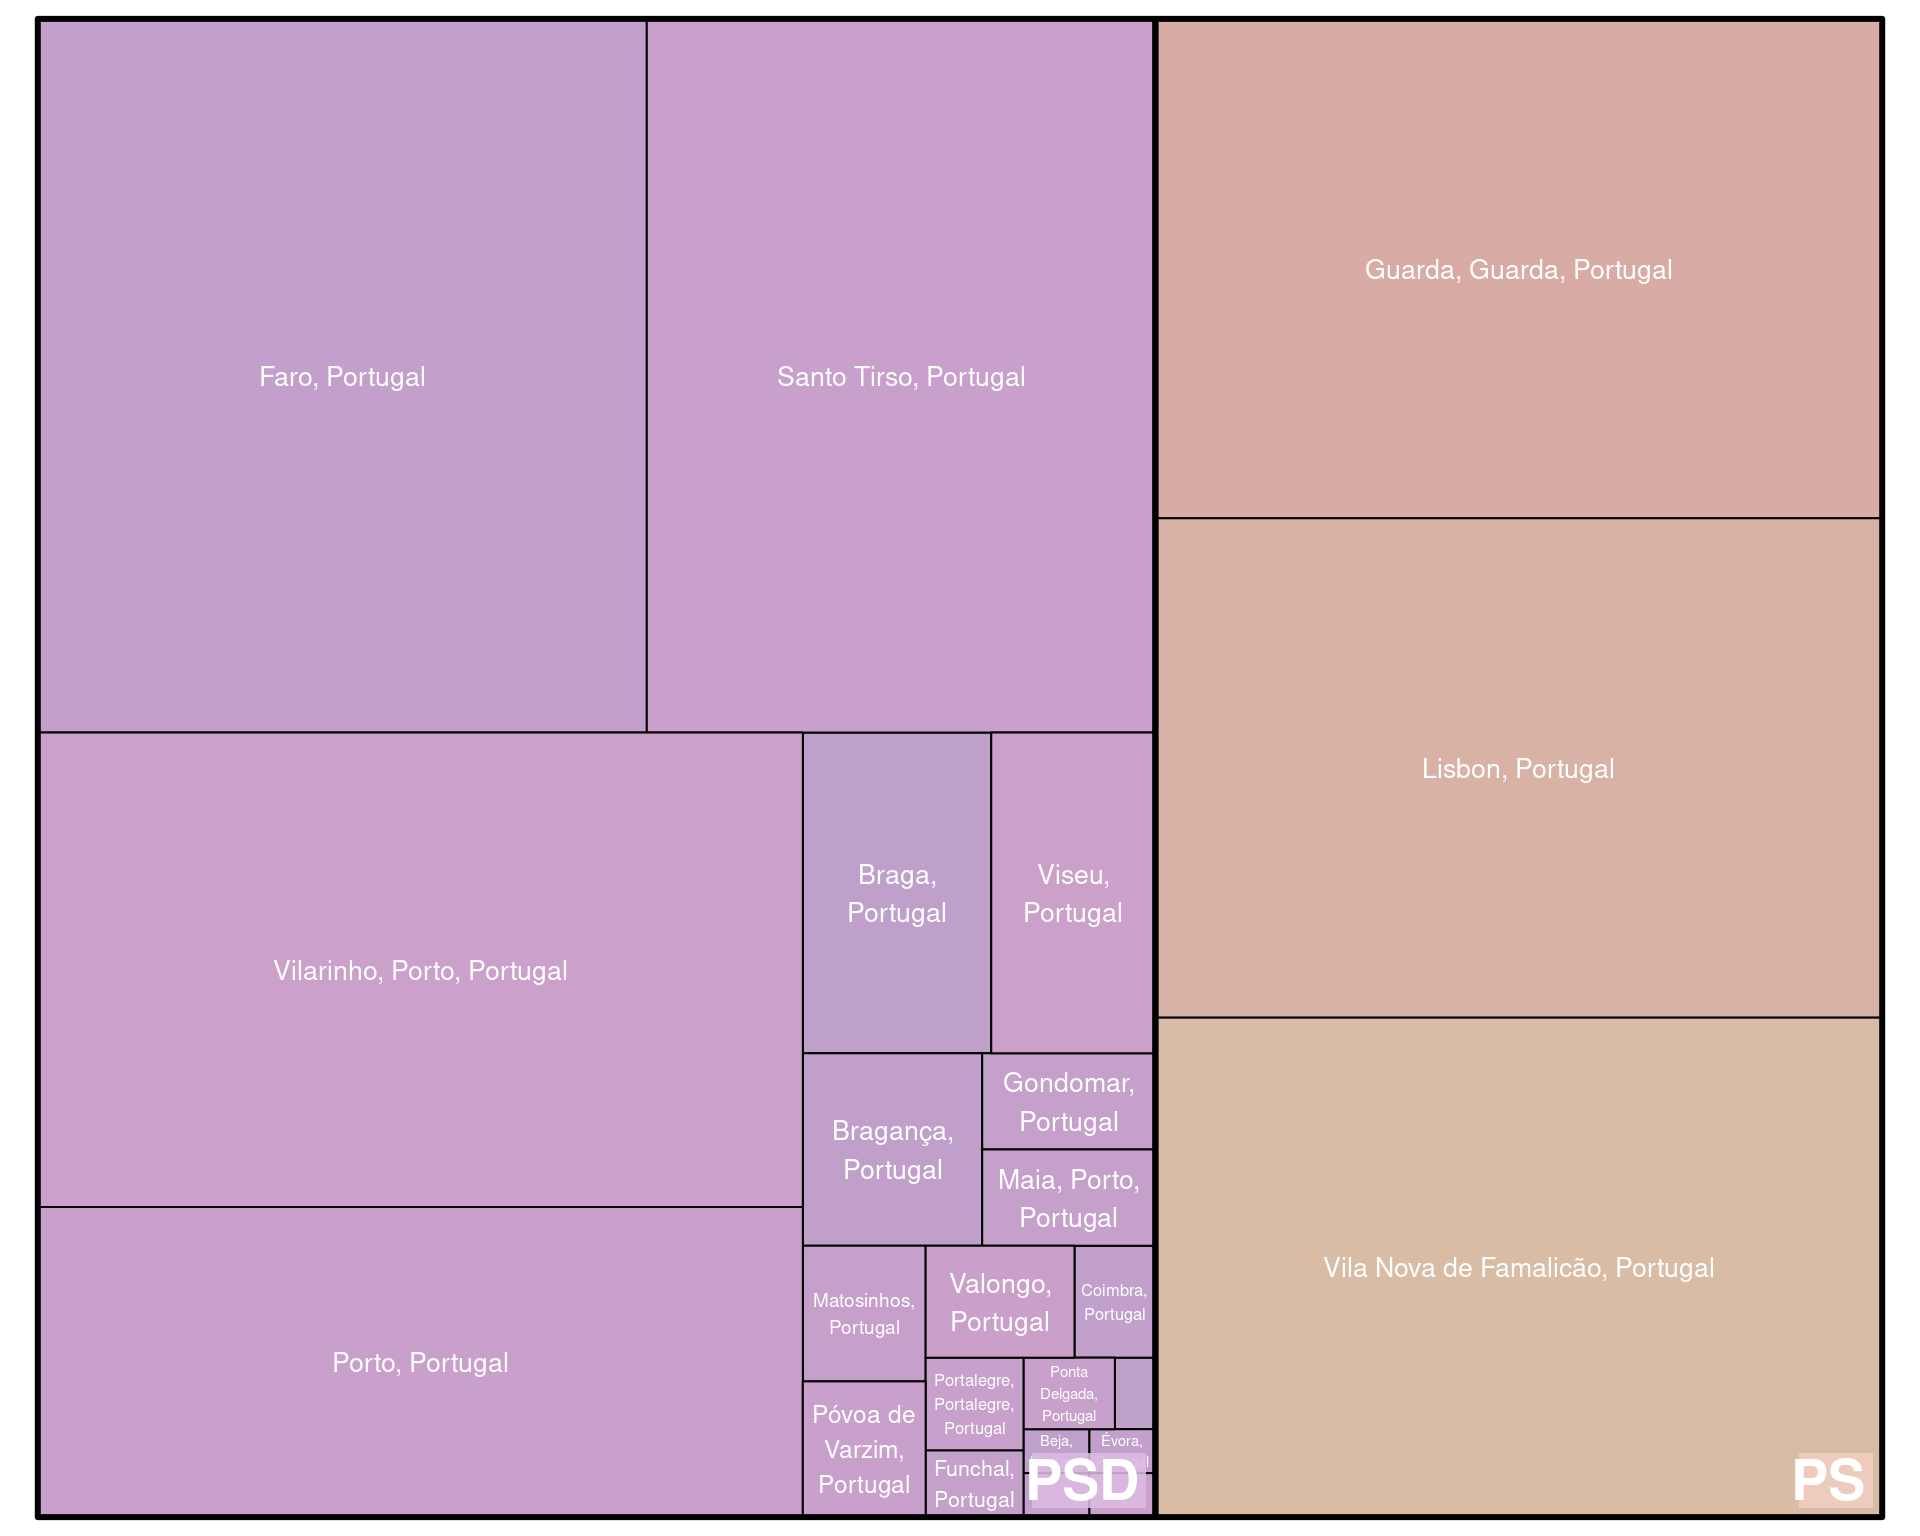 Faro, Portugal
Santo Tirso, Portugal
Guarda, Guarda, Portugal
Lisbon, Portugal
Vilarinho, Porto, Portugal
Braga,
Portugal
Viseu,
Portugal
Bragança,
Portugal
Gondomar,
Portugal
Maia, Porto,
Portugal
Vila Nova de Famalicão, Portugal
Porto, Portugal
Matosinhos,
Portugal
Valongo,
Portugal
Coimbra,
Portugal
Póvoa de
Varzim,
Portugal
Portalegre,
Portalegre,
Portugal
Ponta
Delgada,
Portugal
Funchal,
Portugal
Beja,
Évora,
PSD
PS